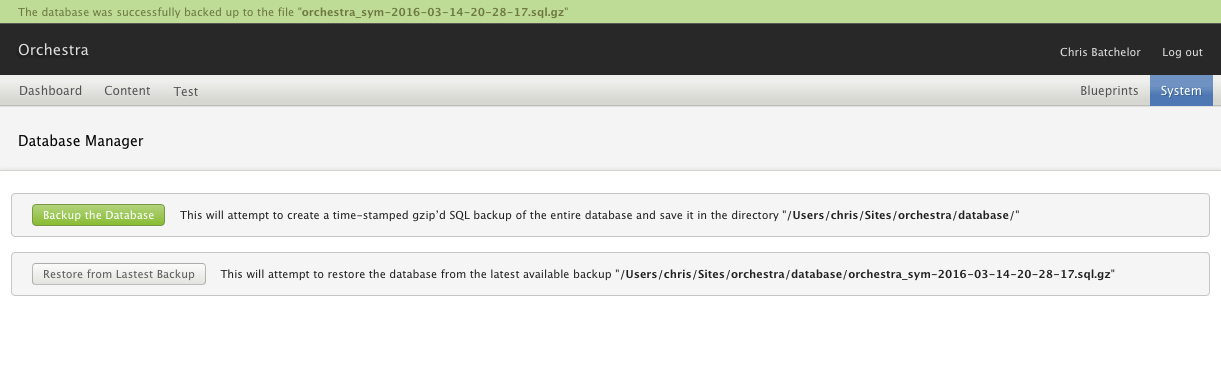 The database was successfully backed up to the file "orchestra_sym-2016-03-14-20-28-17.sql.gz"
Orchestra
Chris Batchelor Log out
Dashboard Content Test Blueprints System
Database Manager
Backup the Database This will attempt to create a time-stamped gzip'd SQL backup of the entire database and save it in the directory "/Users/chris/Sites/orchestra/database/"
Restore from Lastest Backup This will attempt to restore the database from the latest available backup "/Users/chris/Sites/orchestra/database/orchestra_sym-2016-03-14-20-28-17.sql.gz"